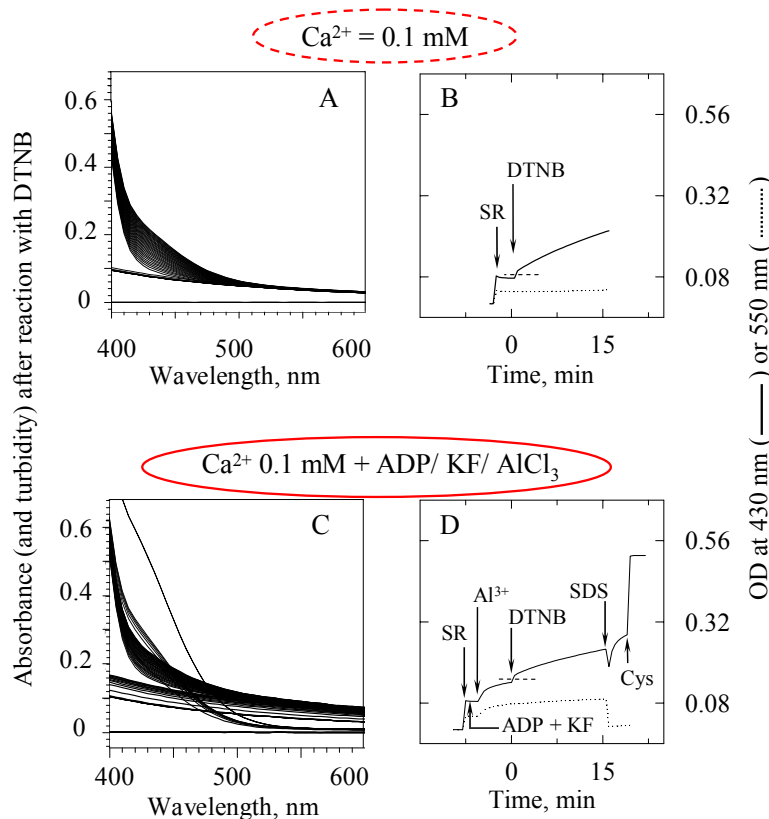 Ca²⁺ = 0.1 mM
Absorbance (and turbidity) after reaction with DTNB
A
0.6
0.4
0.2
0
400
500
600
Wavelength, nm
B
DTNB
SR
0.56
0.32
0.08
0
15
Time, min
OD at 430 nm ( —— ) or 550 nm ( ········ )
Ca²⁺ 0.1 mM + ADP/ KF/ AlCl₃
C
0.6
0.4
0.2
0
400
500
600
Wavelength, nm
D
Al³⁺
SDS
DTNB
SR
Cys
ADP + KF
0.56
0.32
0.08
0
15
Time, min